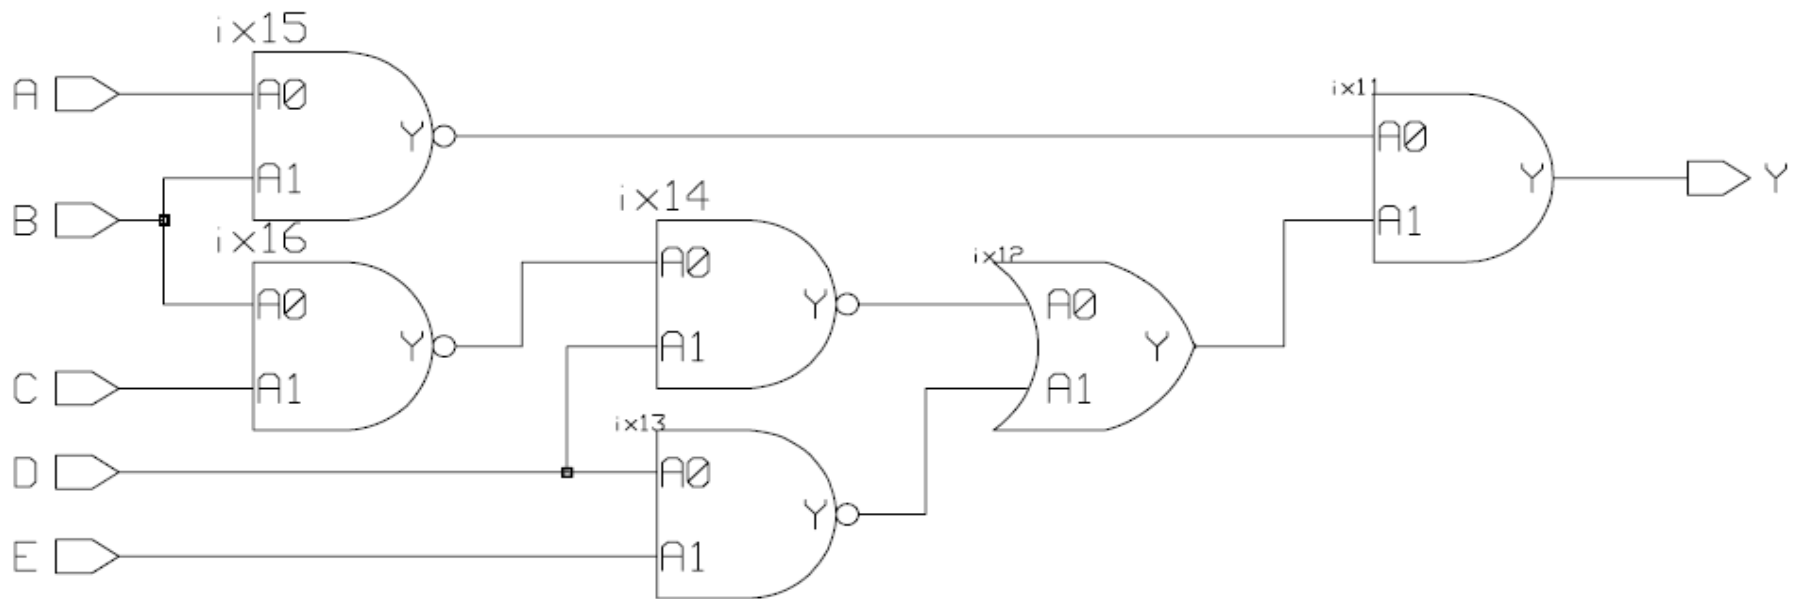 ix15
A A0
Y
A1
B
ix16
A0
Y
C A1
ix14
A0
Y
A1
ix13
D A0
Y
E A1
ix12
A0
Y
A1
ix11
A0
Y Y
A1